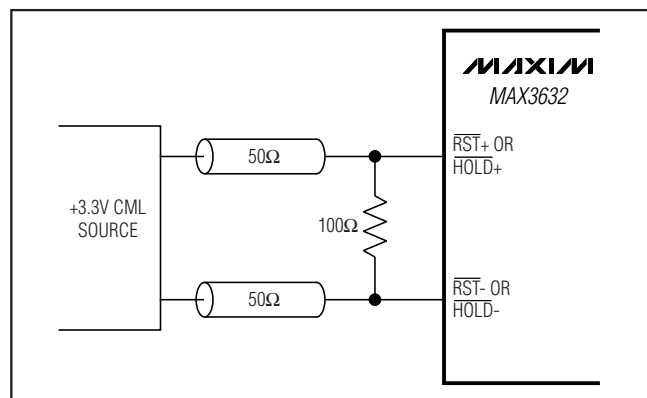 MAXIM
MAX3632
+3.3V CML
SOURCE
50Ω
100Ω
50Ω
RST+ OR
HOLD+
RST- OR
HOLD-